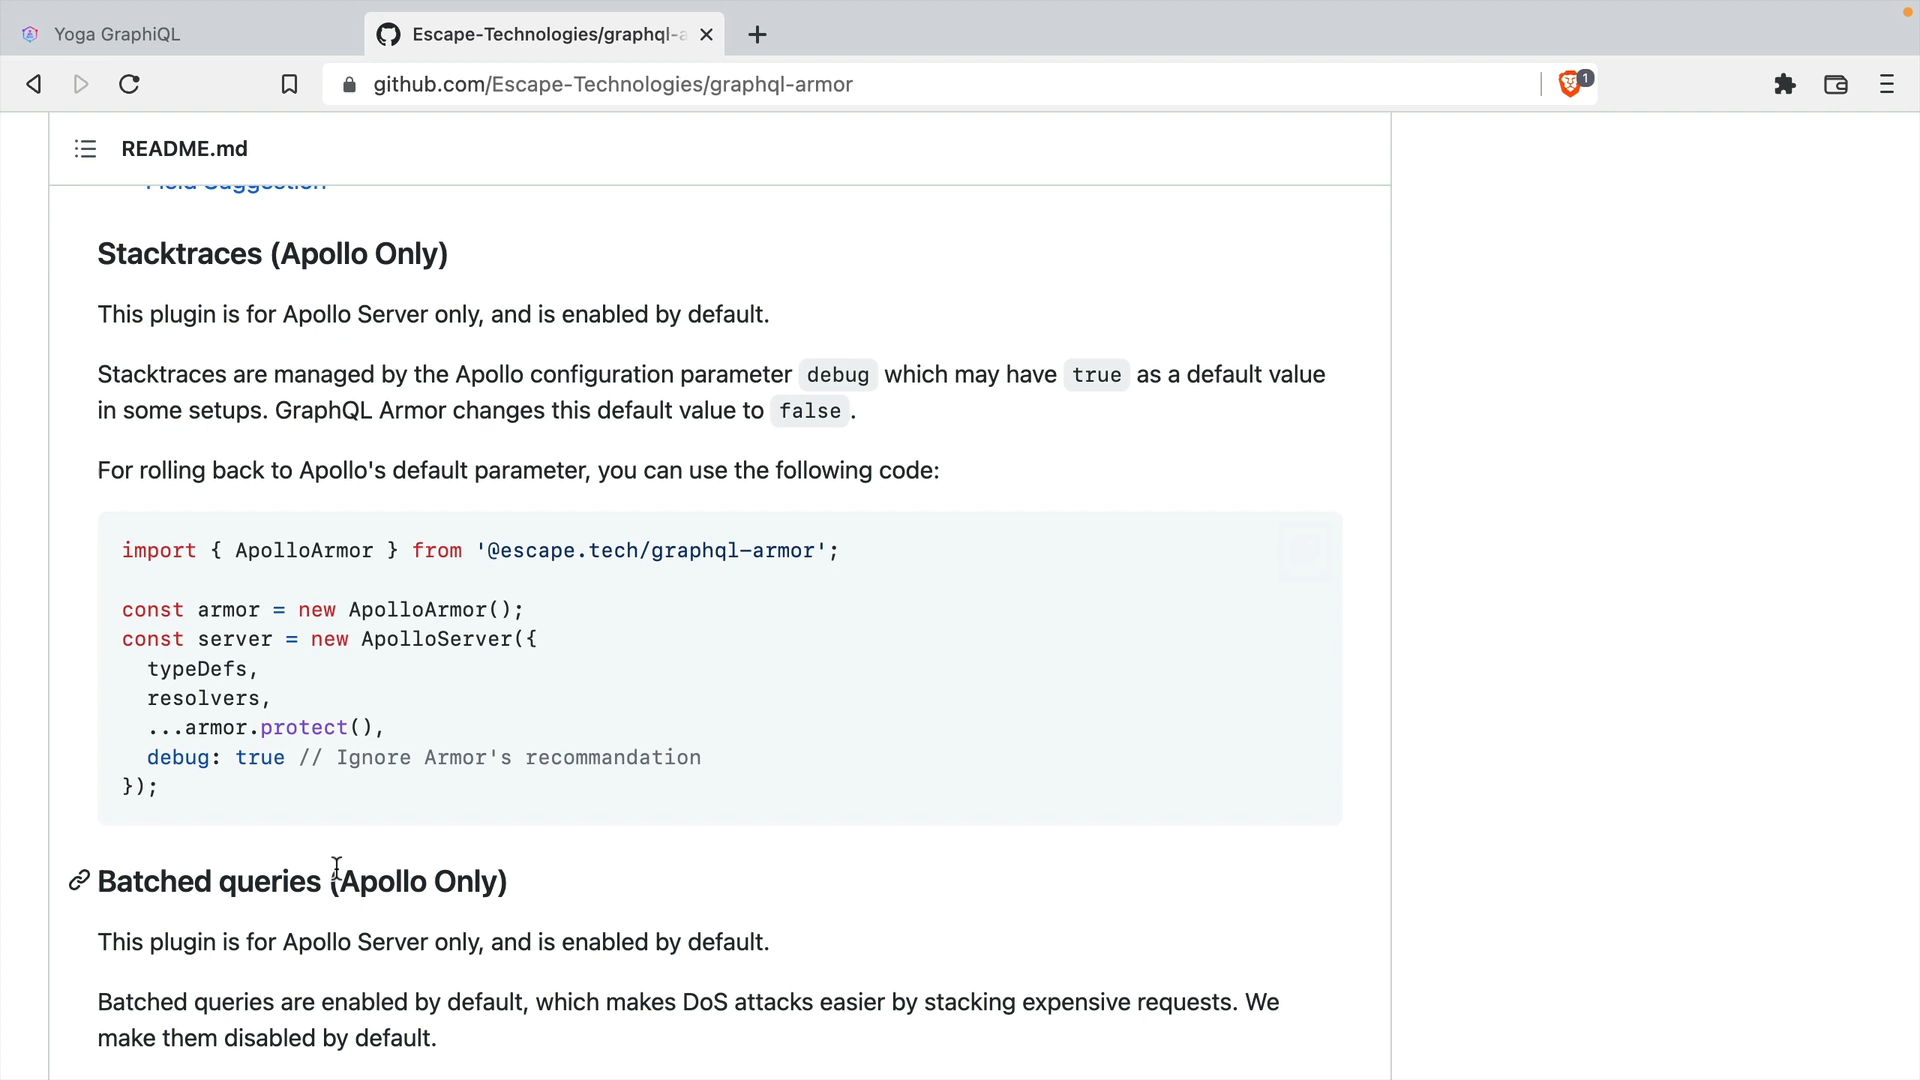 Yoga GraphiQL
Escape-Technologies/graphql-a
github.com/Escape-Technologies/graphql-armor
1
README.md
Field Suggestion
Stacktraces (Apollo Only)
This plugin is for Apollo Server only, and is enabled by default.
Stacktraces are managed by the Apollo configuration parameter debug which may have true as a default value
in some setups. GraphQL Armor changes this default value to false .
For rolling back to Apollo's default parameter, you can use the following code:
import { ApolloArmor } from '@escape.tech/graphql-armor';
const armor = new ApolloArmor();
const server = new ApolloServer({
typeDefs,
resolvers,
...armor.protect(),
debug: true // Ignore Armor's recommandation
});
Batched queries (Apollo Only)
This plugin is for Apollo Server only, and is enabled by default.
Batched queries are enabled by default, which makes DoS attacks easier by stacking expensive requests. We
make them disabled by default.